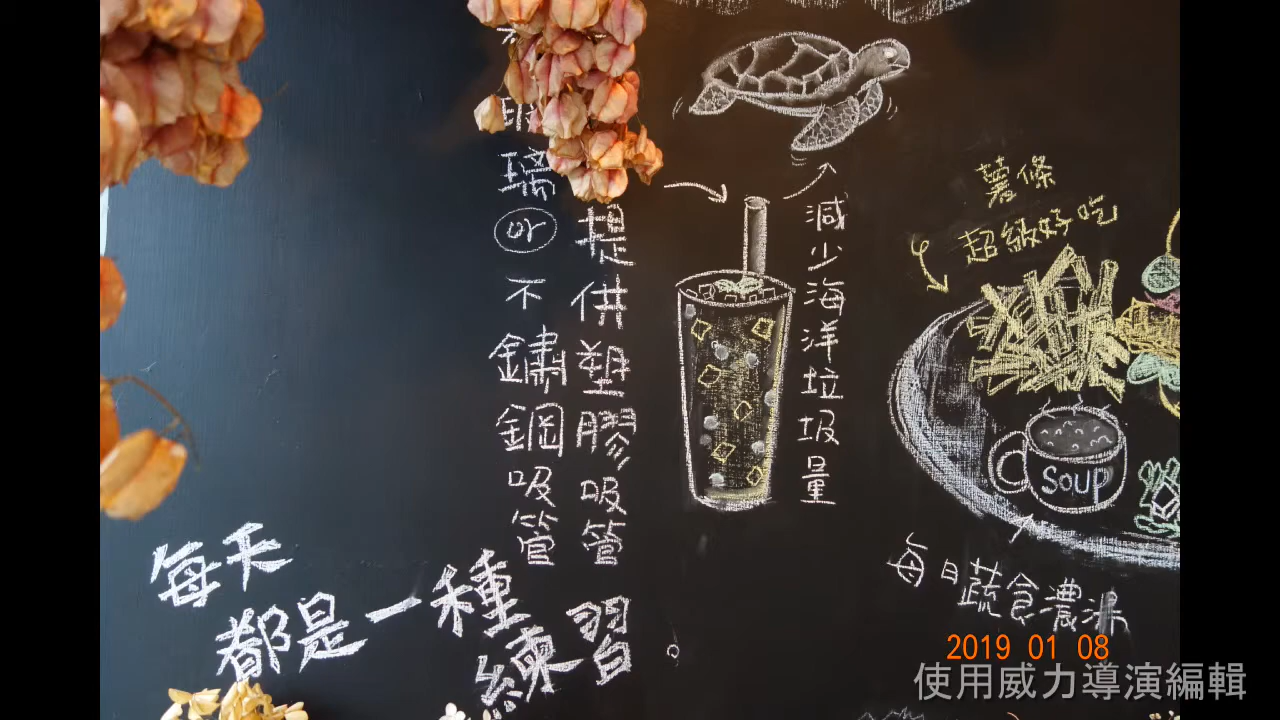 提供塑膠吸管
璃
or
不鏽鋼吸管
減少海洋垃圾量
薯條
超級好吃
soup
每日蔬食濃湯
每天
都是一種
練習。
2019 01 08
使用威力導演編輯